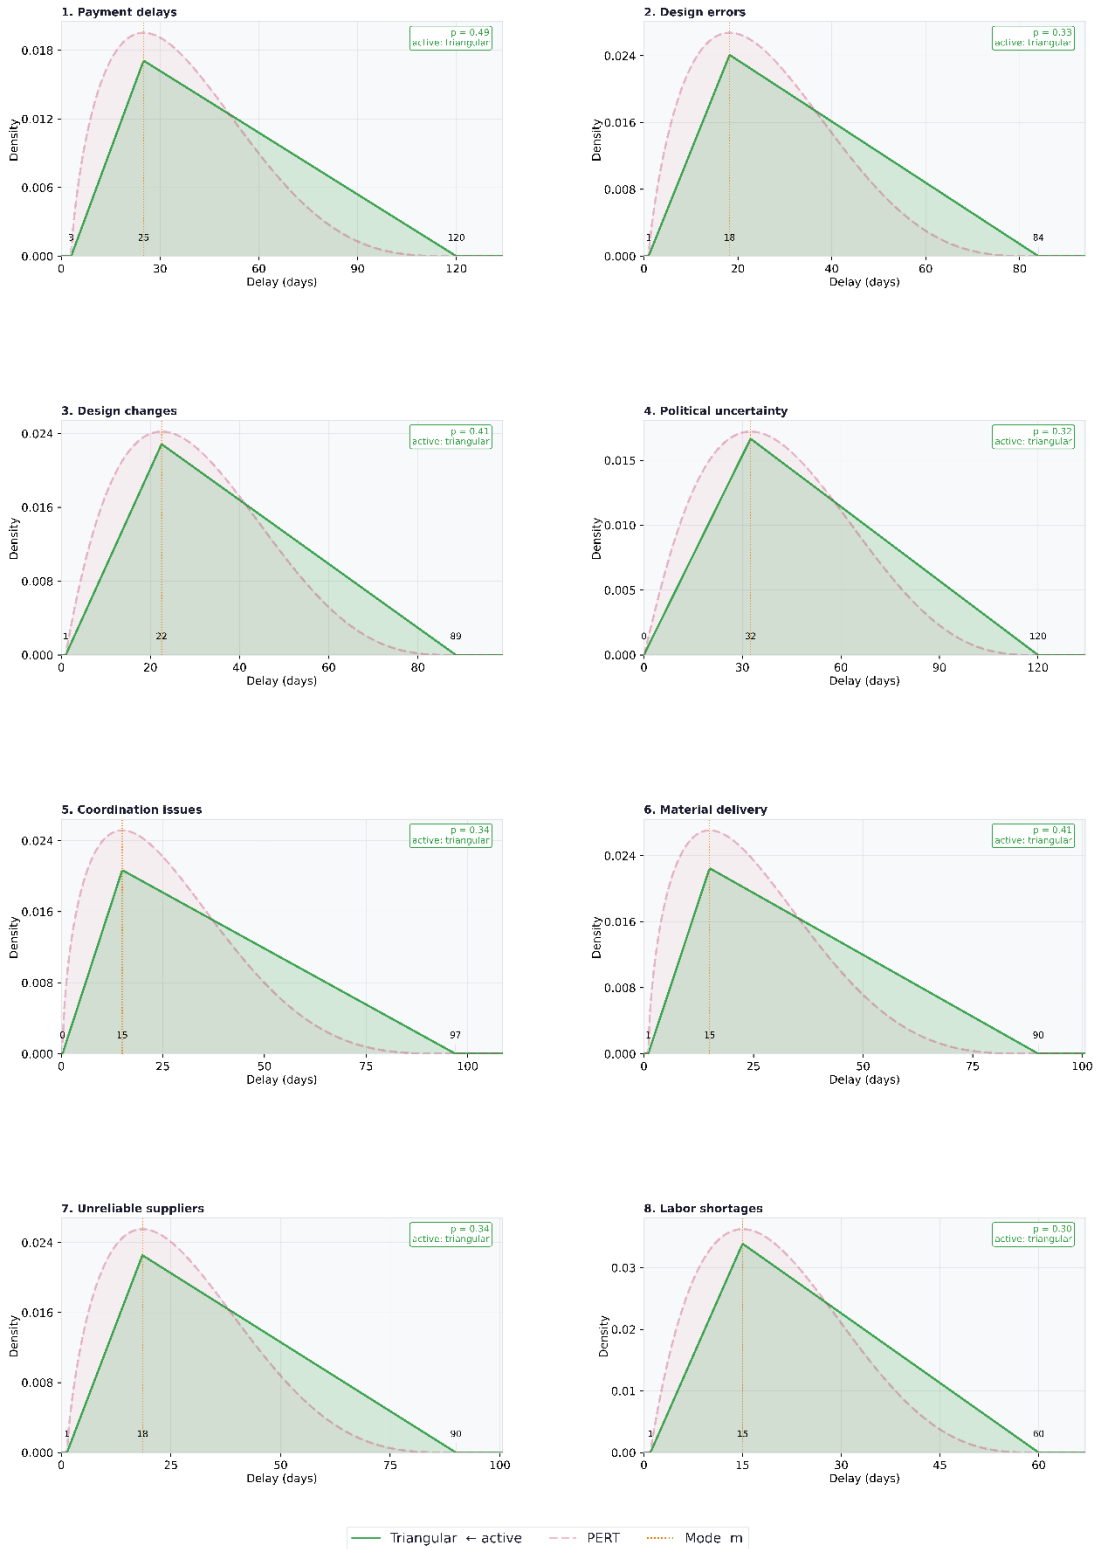 1. Payment delays
p = 0.49
active: triangular
0.018
0.012
0.006
0.000
Density
3
25
120
0
30
60
90
120
Delay (days)
2. Design errors
p = 0.33
active: triangular
0.024
0.016
0.008
0.000
Density
1
18
84
0
20
40
60
80
Delay (days)
3. Design changes
p = 0.41
active: triangular
0.024
0.016
0.008
0.000
Density
1
22
89
0
20
40
60
80
Delay (days)
4. Political uncertainty
p = 0.32
active: triangular
0.015
0.010
0.005
0.000
Density
0
32
120
0
30
60
90
120
Delay (days)
5. Coordination issues
p = 0.34
active: triangular
0.024
0.016
0.008
0.000
Density
0
15
97
0
25
50
75
100
Delay (days)
6. Material delivery
p = 0.41
active: triangular
0.024
0.016
0.008
0.000
Density
1
15
90
0
25
50
75
100
Delay (days)
7. Unreliable suppliers
p = 0.34
active: triangular
0.024
0.016
0.008
0.000
Density
1
18
90
0
25
50
75
100
Delay (days)
8. Labor shortages
p = 0.30
active: triangular
0.03
0.02
0.01
0.00
Density
1
15
60
0
15
30
45
60
Delay (days)
Triangular ← active PERT Mode m